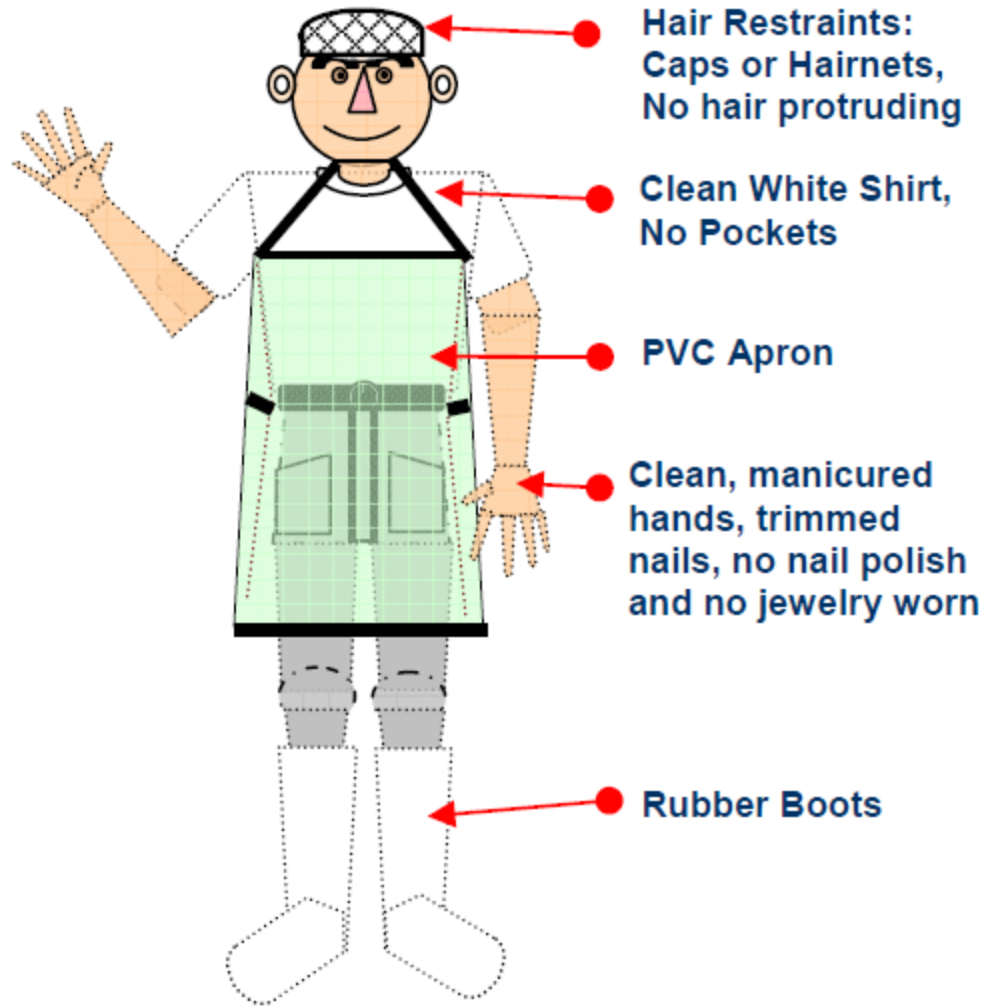 Hair Restraints:
Caps or Hairnets,
No hair protruding
Clean White Shirt,
No Pockets
PVC Apron
Clean, manicured
hands, trimmed
nails, no nail polish
and no jewelry worn
Rubber Boots